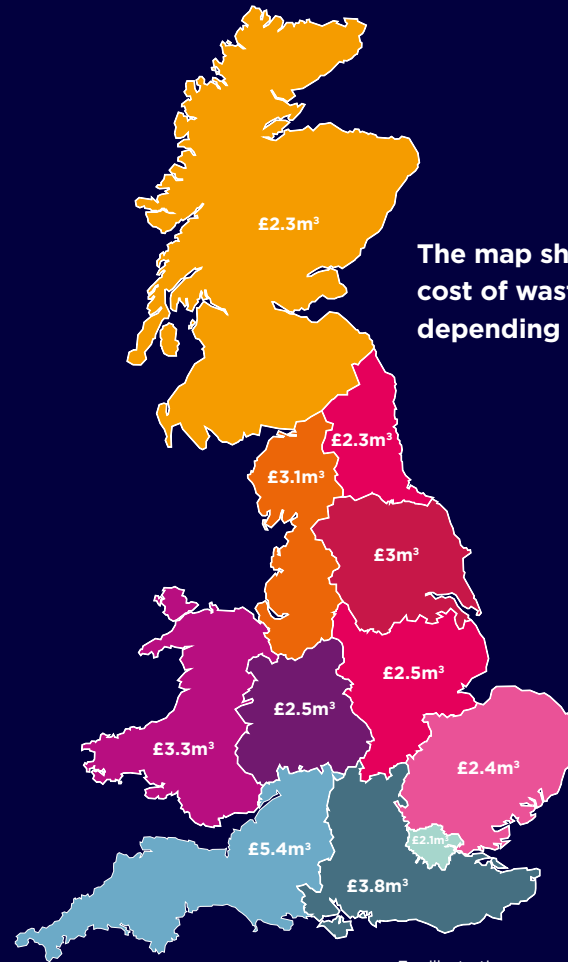 £2.3m³
The map sh
cost of wast
depending
£2.3m³
£3.1m³
£3m³
£2.5m³
£2.5m³
£3.3m³
£2.4m³
£2.1m³
£5.4m³
£3.8m³